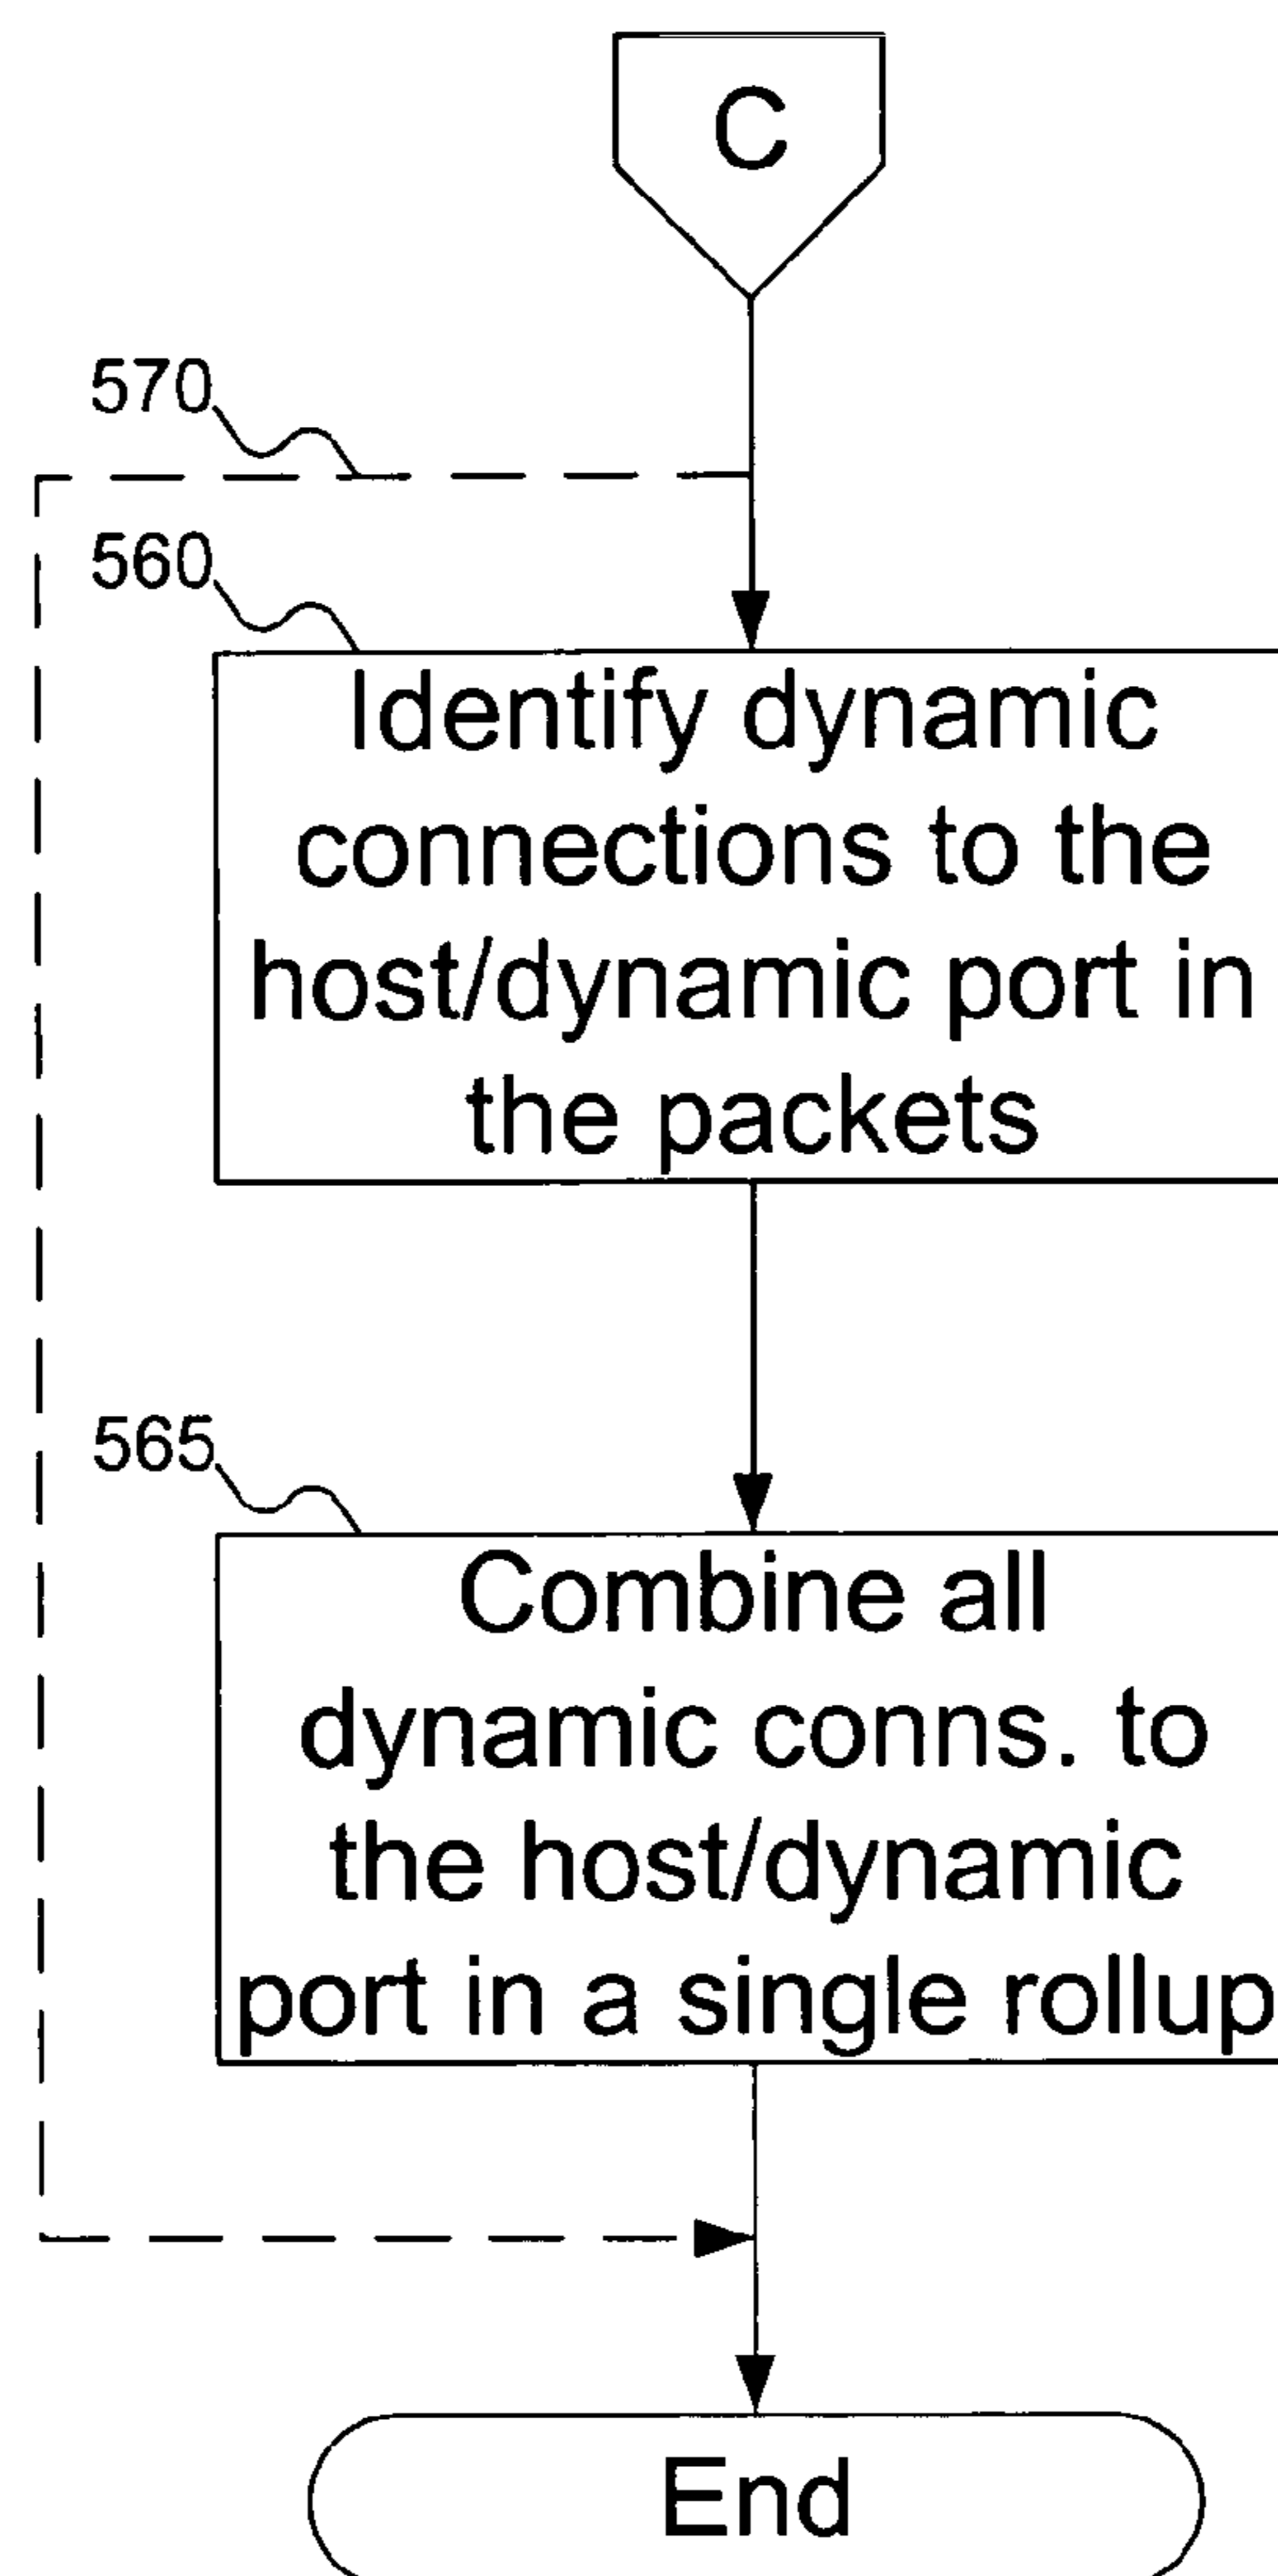 C
570
560
Identify dynamic
connections to the
host/dynamic port in
the packets
565
Combine all
dynamic conns. to
the host/dynamic
port in a single rollup
End